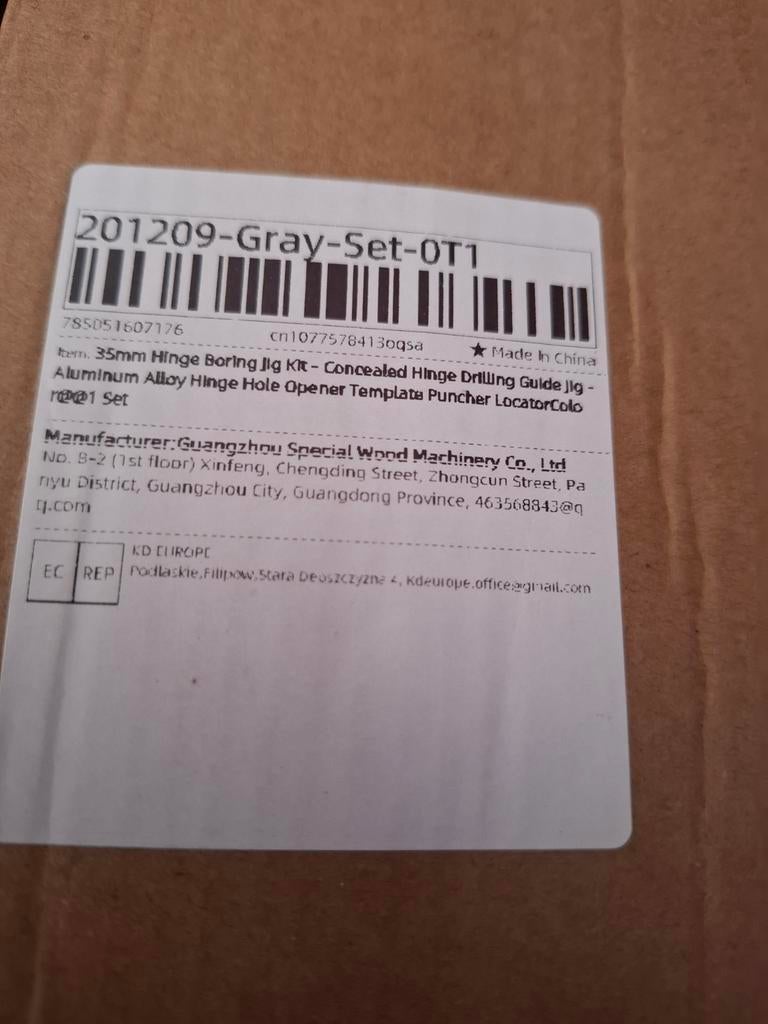 201209-Gray-Set-0T1
785051607176 cn1077578413oqsa ★ Made In China
Item: 35mm Hinge Boring Jig Kit - Concealed Hinge Drilling Guide Jig -
Aluminum Alloy Hinge Hole Opener Template Puncher LocatorColo
r@@1 Set
Manufacturer:Guangzhou Special Wood Machinery Co., Ltd
No. B-2 (1st floor) Xinfeng, Chengding Street, Zhongcun Street, Pa
nyu District, Guangzhou City, Guangdong Province, 463568843@q
q.com
EC REP
KD EUROPE
Podlaskie,Filipow,Stara 4, Kdeurope.office@gmail.com